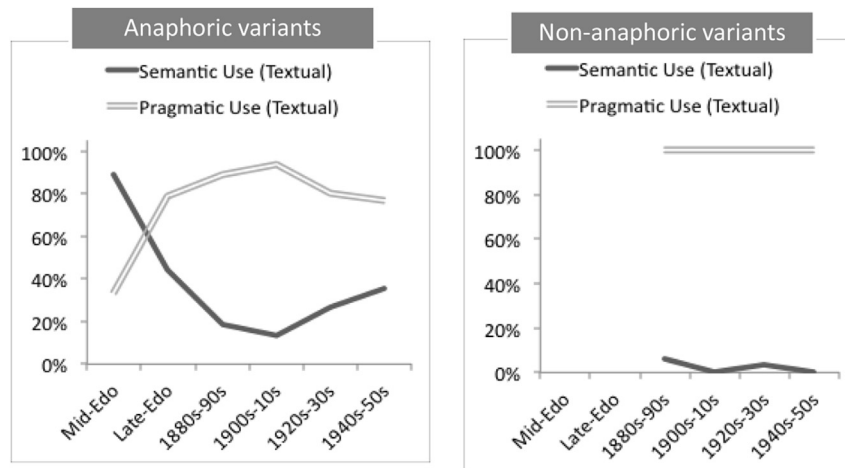 Anaphoric variants
Semantic Use (Textual)
Pragmatic Use (Textual)
100%
80%
60%
40%
20%
0%
Mid-Edo
Late-Edo
1880s-90s
1900s-10s
1920s-30s
1940s-50s
Non-anaphoric variants
Semantic Use (Textual)
Pragmatic Use (Textual)
100%
80%
60%
40%
20%
0%
Mid-Edo
Late-Edo
1880s-90s
1900s-10s
1920s-30s
1940s-50s